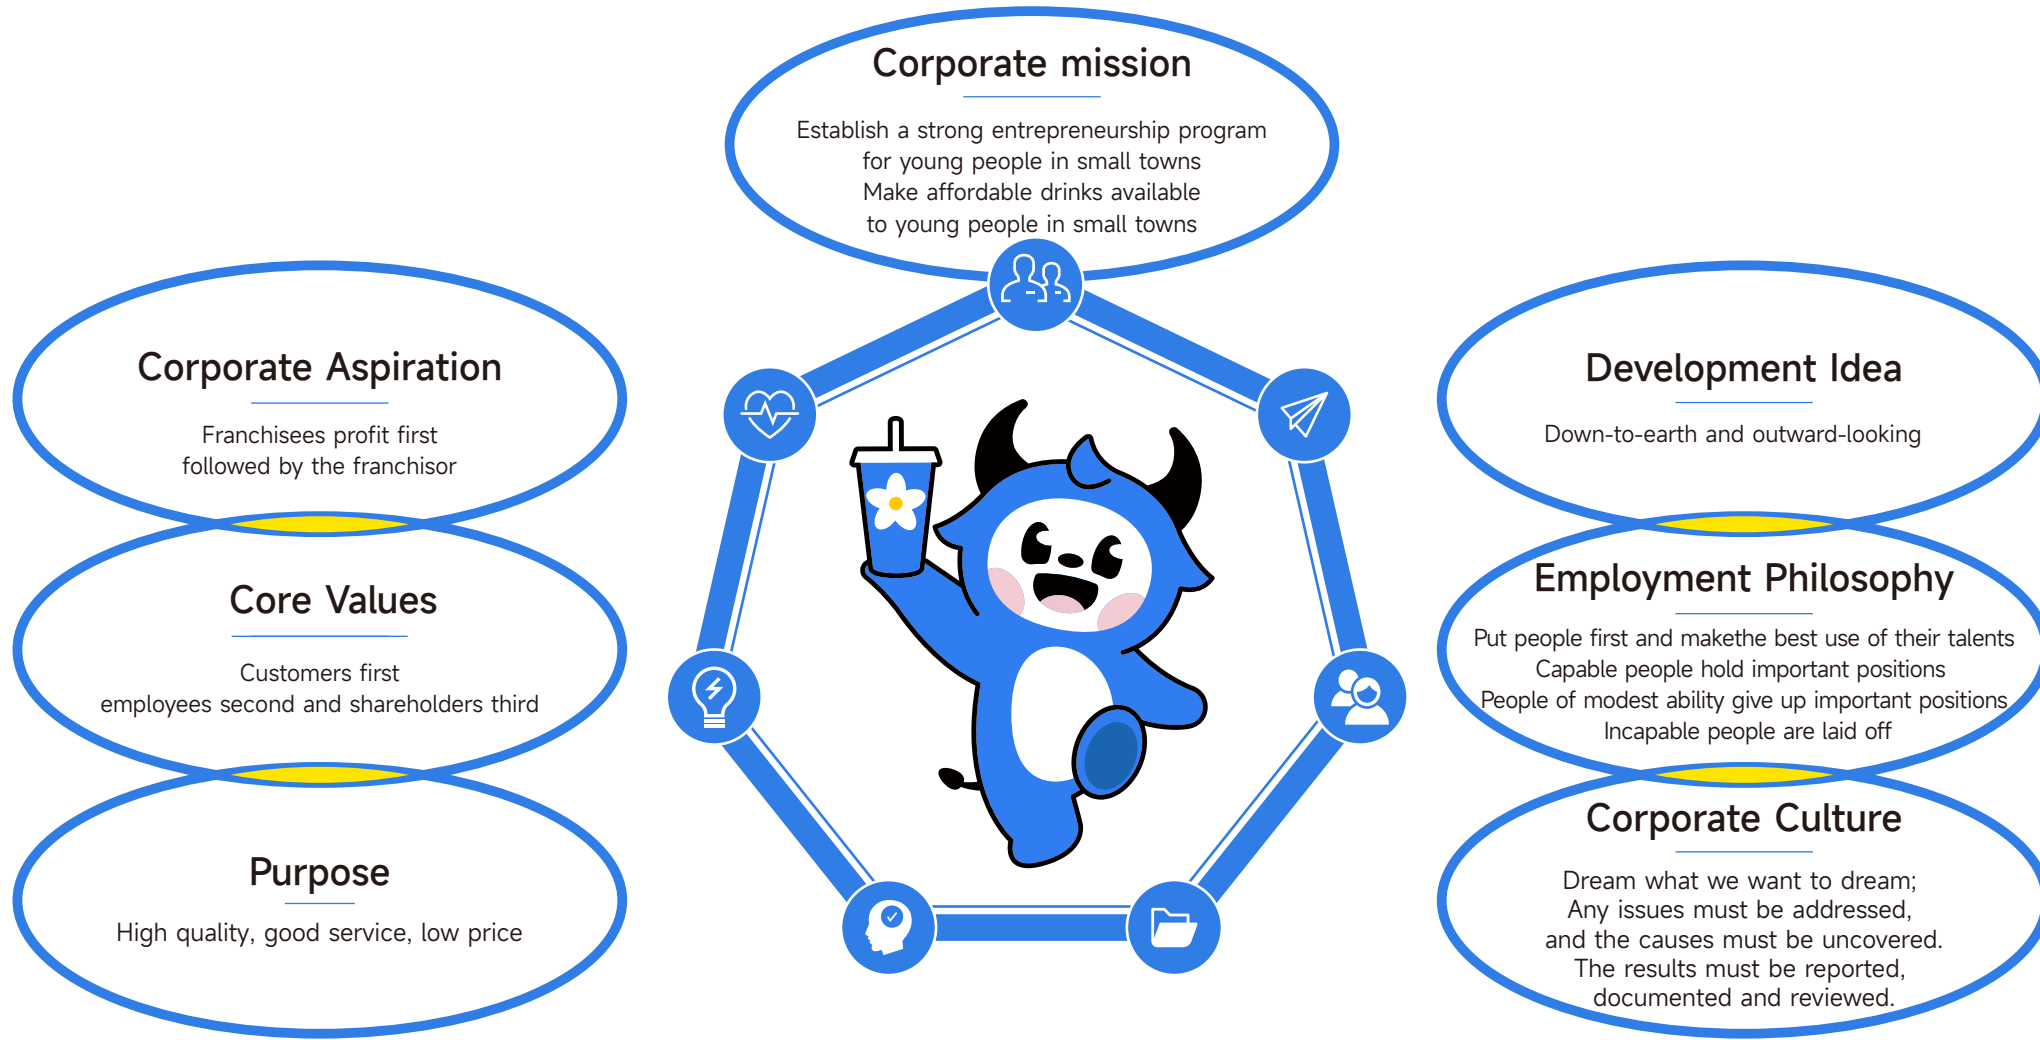 Corporate mission
Establish a strong entrepreneurship program
for young people in small towns
Make affordable drinks available
to young people in small towns
Corporate Aspiration
Franchisees profit first
followed by the franchisor
Core Values
Customers first
employees second and shareholders third
Purpose
High quality, good service, low price
Development Idea
Down-to-earth and outward-looking
Employment Philosophy
Put people first and makethe best use of their talents
Capable people hold important positions
People of modest ability give up important positions
Incapable people are laid off
Corporate Culture
Dream what we want to dream;
Any issues must be addressed,
and the causes must be uncovered.
The results must be reported,
documented and reviewed.